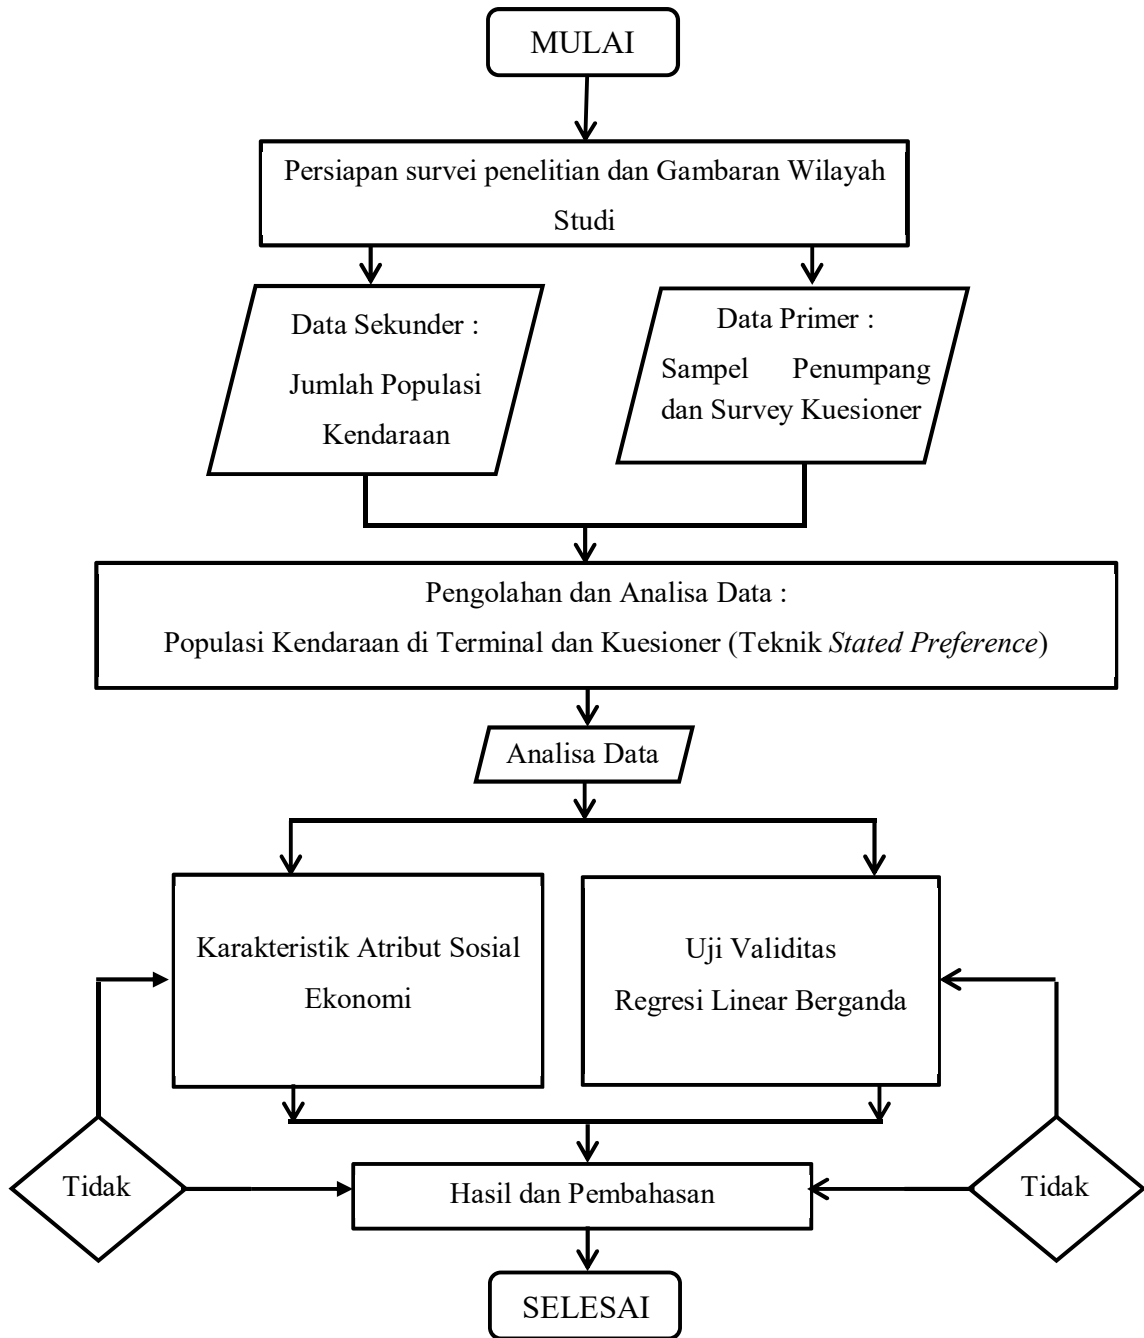 MULAI
Persiapan survei penelitian dan Gambaran Wilayah
Studi
Data Sekunder :
Jumlah Populasi
Kendaraan
Data Primer :
Sampel Penumpang
dan Survey Kuesioner
Pengolahan dan Analisa Data :
Populasi Kendaraan di Terminal dan Kuesioner (Teknik Stated Preference)
Analisa Data
Karakteristik Atribut Sosial
Ekonomi
Uji Validitas
Regresi Linear Berganda
Tidak
Hasil dan Pembahasan
Tidak
SELESAI